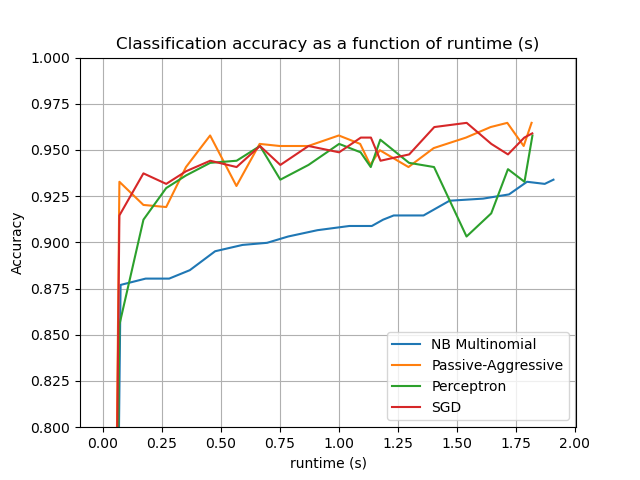 Classification accuracy as a function of runtime (s)
1.000
0.975
0.950
0.925
0.900
0.875
0.850
0.825
0.800
Accuracy
NB Multinomial
Passive-Aggressive
Perceptron
SGD
0.00 0.25 0.50 0.75 1.00 1.25 1.50 1.75 2.00
runtime (s)